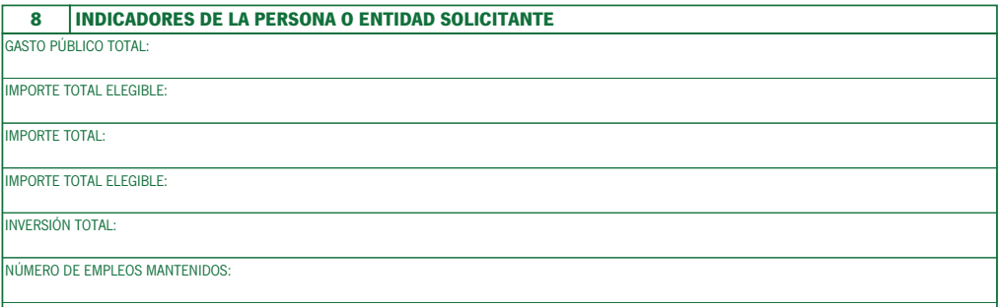 8 INDICADORES DE LA PERSONA O ENTIDAD SOLICITANTE
GASTO PÚBLICO TOTAL:
IMPORTE TOTAL ELEGIBLE:
IMPORTE TOTAL:
IMPORTE TOTAL ELEGIBLE:
INVERSIÓN TOTAL:
NÚMERO DE EMPLEOS MANTENIDOS: